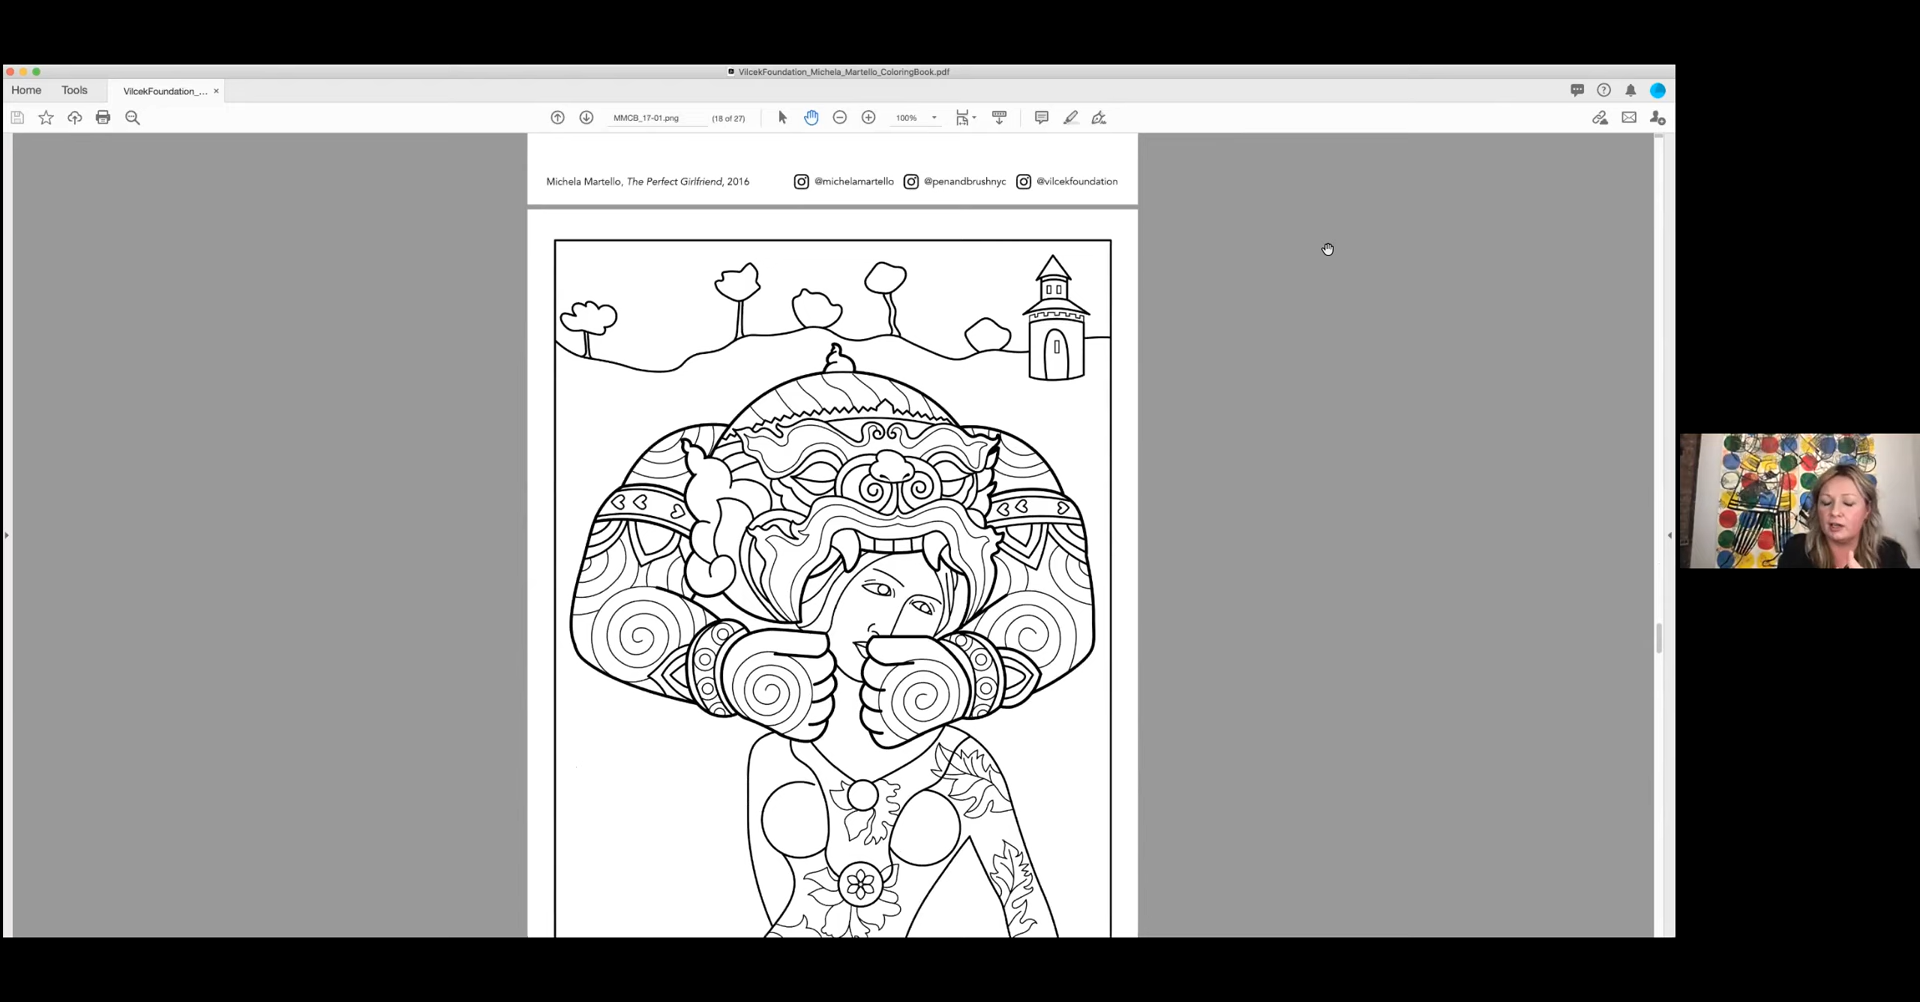 VilcekFoundation_Michela_Martello_ColoringBook.pdf
Home Tools VilcekFoundation_... ×
MMCB_17-01.png (18 of 27) 100%
Michela Martello, The Perfect Girlfriend, 2016 @michelamartello @penandbrushnyc @vilcekfoundation